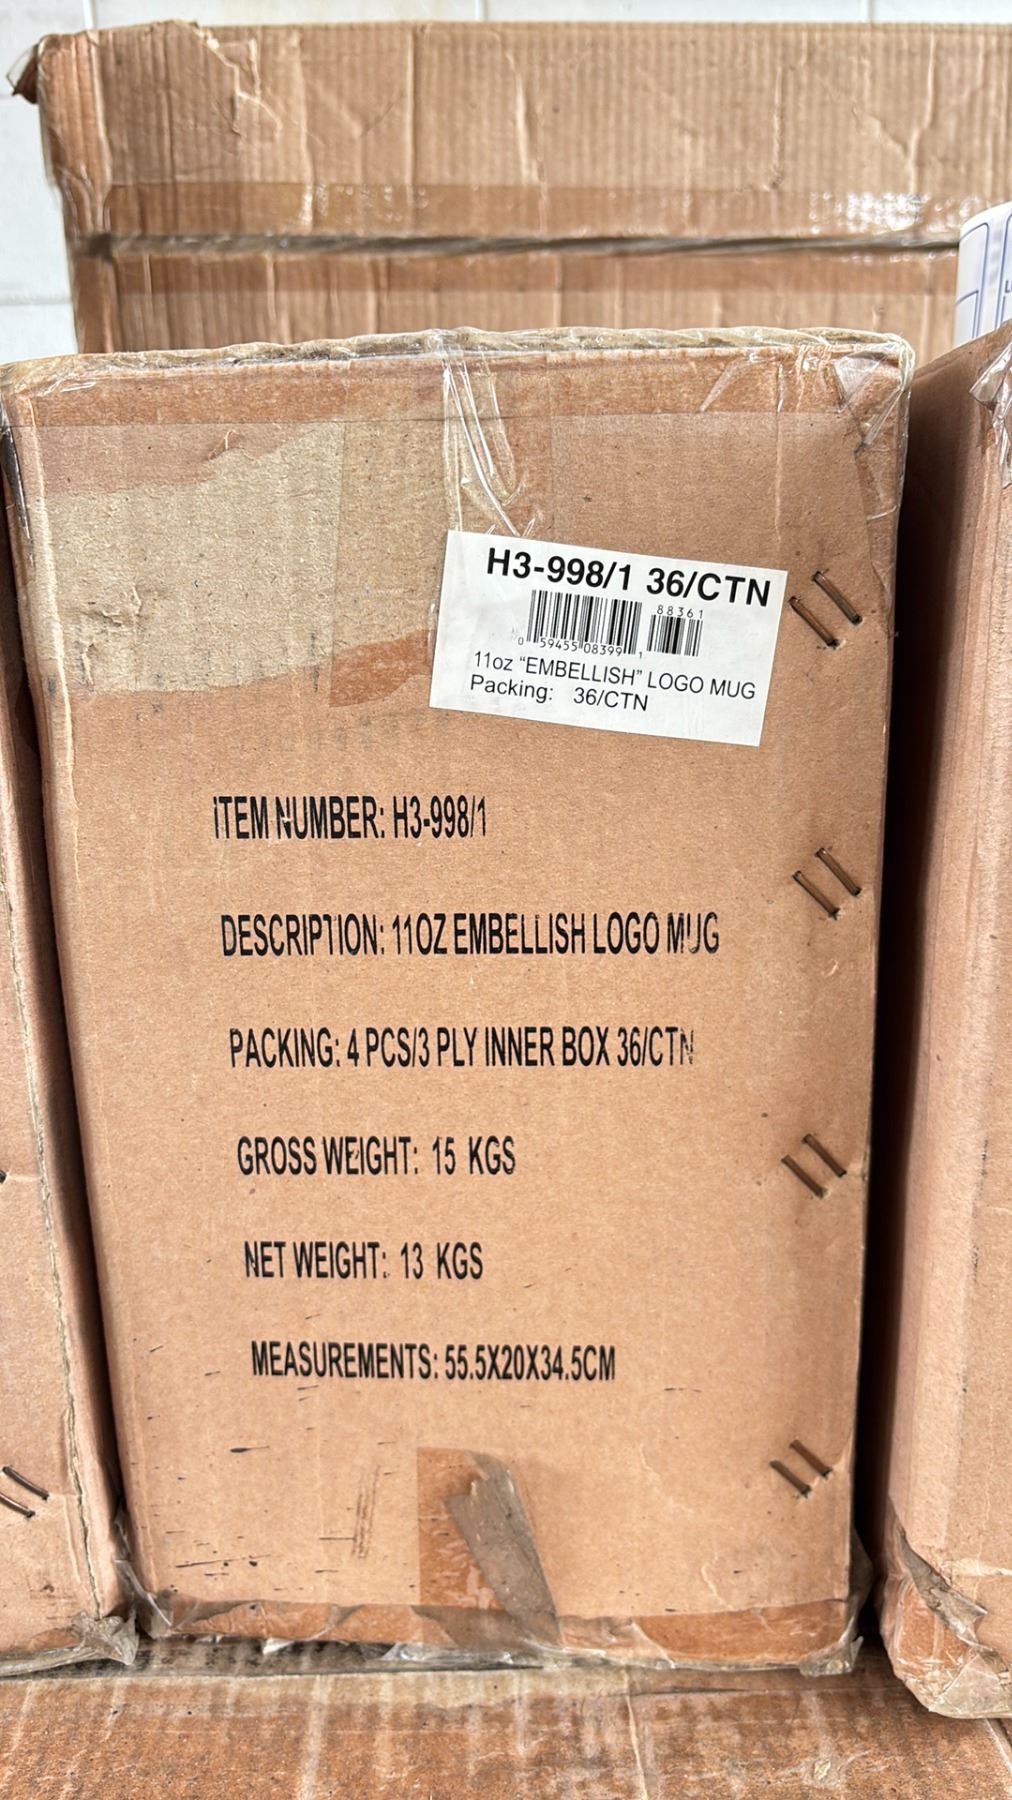 H3-998/1 36/CTN
88361
0 59455 08399 1
11oz “EMBELLISH” LOGO MUG
Packing: 36/CTN
ITEM NUMBER: H3-998/1
DESCRIPTION: 11OZ EMBELLISH LOGO MUG
PACKING: 4 PCS/3 PLY INNER BOX 36/CTN
GROSS WEIGHT: 15 KGS
NET WEIGHT: 13 KGS
MEASUREMENTS: 55.5X20X34.5CM